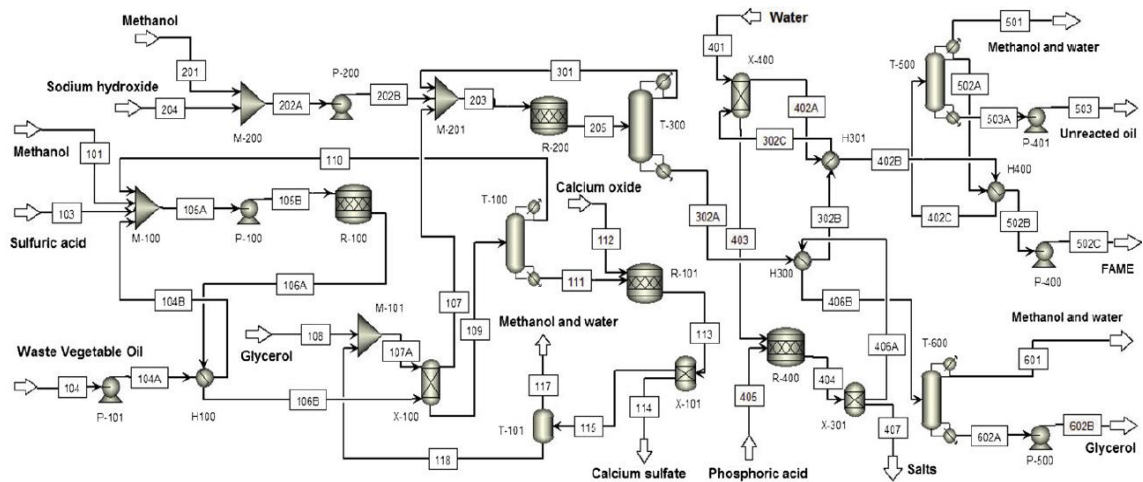 Methanol
201
Sodium hydroxide
204
M-200
202A
P-200
202B
M-201
203
R-200
205
301
T-300
Water
401
X-400
402A
302C
H301
402B
T-500
501
Methanol and water
502A
503A
P-401
503
Unreacted oil
H400
402C
502B
P-400
502C
FAME
Methanol
101
110
103
Sulfuric acid
M-100
105A
P-100
105B
R-100
106A
104B
T-100
Calcium oxide
112
111
R-101
302A
302B
403
H300
406B
Waste Vegetable Oil
104
P-101
104A
H100
106B
108
Glycerol
M-101
107A
107
109
X-100
Methanol and water
117
T-101
118
115
114
X-101
113
Calcium sulfate
405
Phosphoric acid
R-400
404
406A
X-301
407
Salts
T-600
Methanol and water
601
602A
P-500
602B
Glycerol